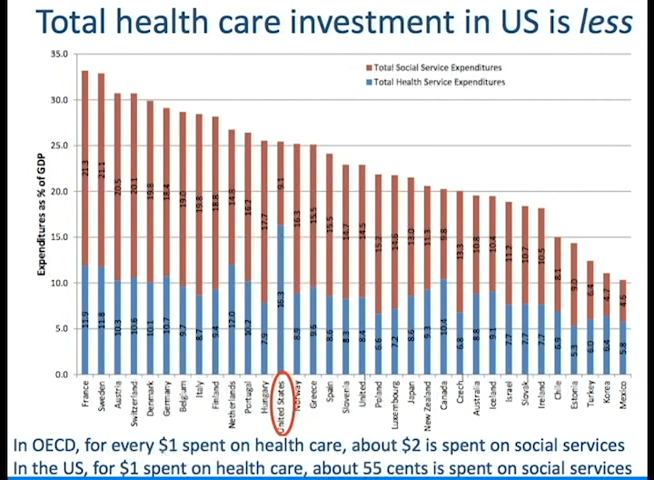 Total health care investment in US is less
35.0
30.0
25.0
20.0
15.0
10.0
5.0
0.0
Expenditures as % of GDP
Total Social Service Expenditures
Total Health Service Expenditures
21.3
21.1
20.5
20.1
19.8
18.4
19.0
19.8
18.8
14.8
16.2
17.7
9.1
16.3
15.5
15.5
14.7
14.5
15.2
14.6
13.0
11.3
9.8
13.3
10.8
10.4
11.2
10.7
10.5
8.1
9.0
6.4
4.7
4.6
11.9
11.8
10.3
10.6
10.1
10.7
9.7
8.7
9.4
12.0
10.2
7.9
16.3
8.9
9.6
8.6
8.3
8.4
6.6
7.2
8.6
9.3
10.4
6.8
8.8
9.1
7.7
7.7
7.7
6.9
5.3
6.0
6.4
5.8
France
Sweden
Austria
Switzerland
Denmark
Germany
Belgium
Italy
Finland
Netherlands
Portugal
Hungary
United States
Norway
Greece
Spain
Slovenia
United
Poland
Luxembourg
Japan
New Zealand
Canada
Czech
Australia
Iceland
Israel
Slovak
Ireland
Chile
Estonia
Turkey
Korea
Mexico
In OECD, for every $1 spent on health care, about $2 is spent on social services
In the US, for $1 spent on health care, about 55 cents is spent on social services